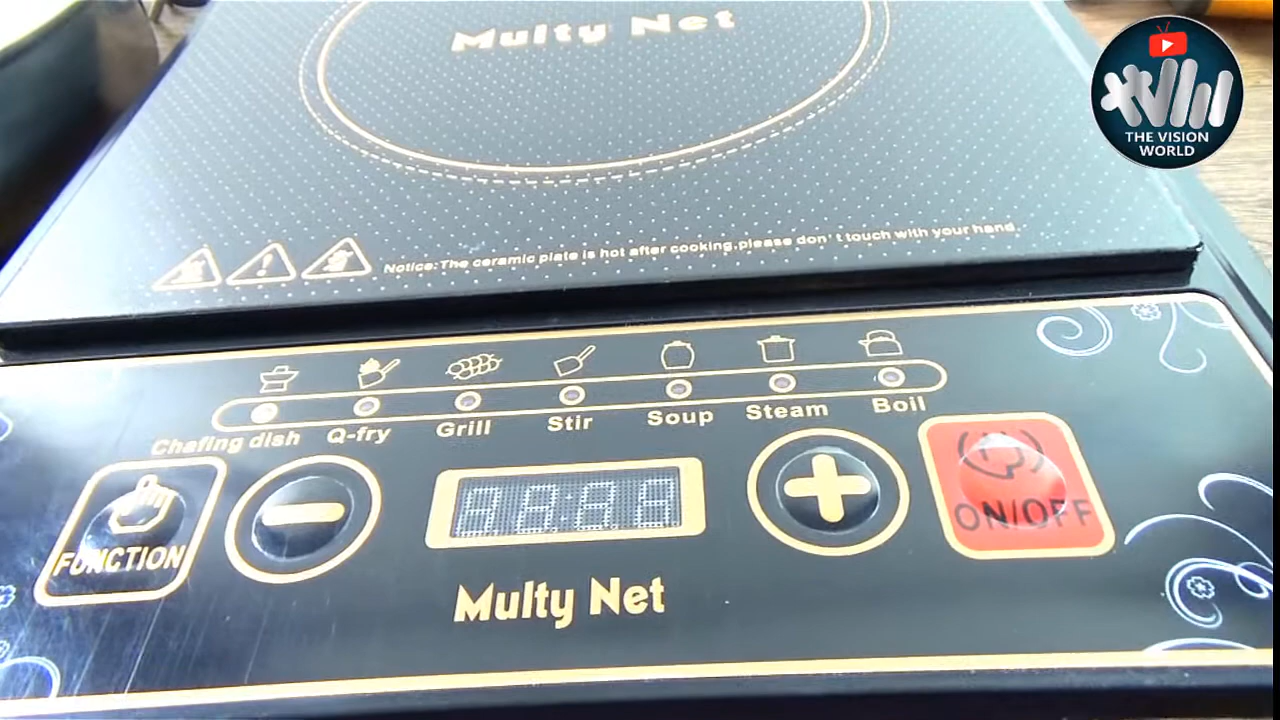 Multy Net
THE VISION
WORLD
Notice:The ceramic plate is hot after cooking,please don't touch with your hand.
Chafing dish Q-fry Grill Stir Soup Steam Boil
FUNCTION
ON/OFF
Multy Net